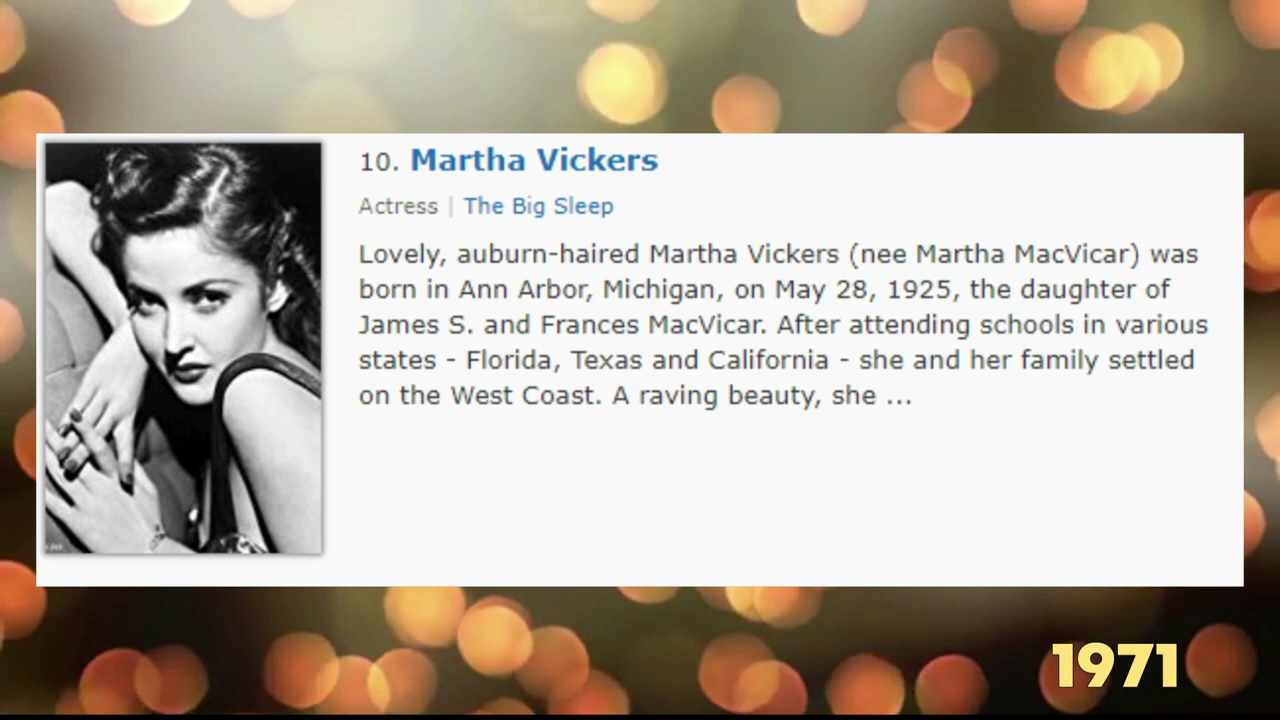 10. Martha Vickers
Actress | The Big Sleep
Lovely, auburn-haired Martha Vickers (nee Martha MacVicar) was
born in Ann Arbor, Michigan, on May 28, 1925, the daughter of
James S. and Frances MacVicar. After attending schools in various
states - Florida, Texas and California - she and her family settled
on the West Coast. A raving beauty, she ...
1971